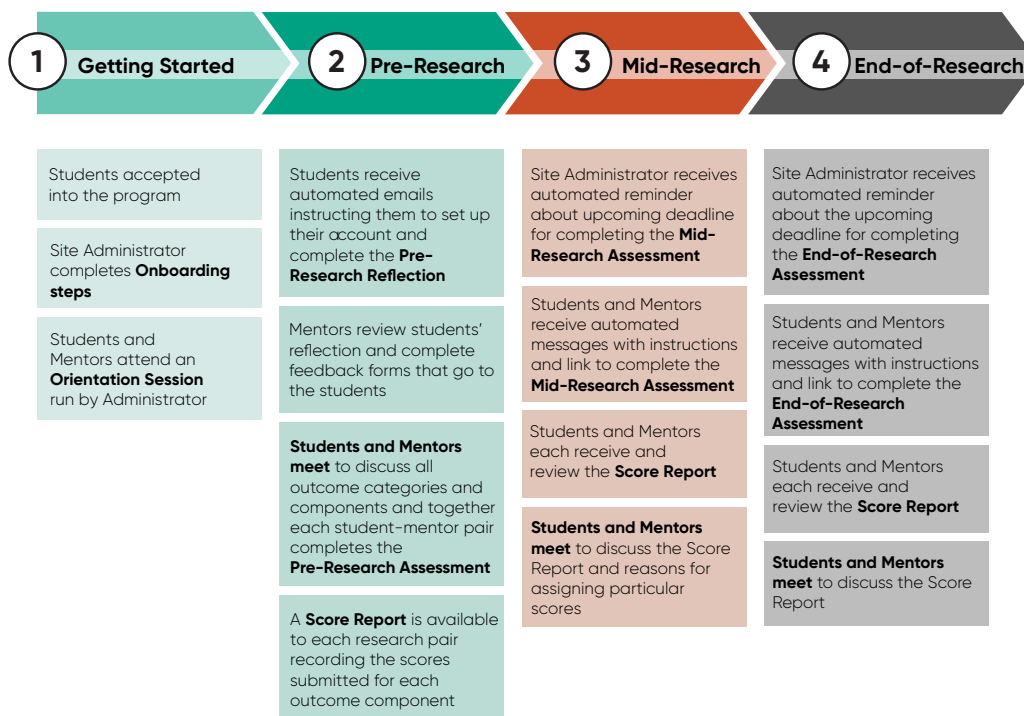 1 Getting Started
2 Pre-Research
3 Mid-Research
4 End-of-Research
Students accepted
into the program
Site Administrator
completes Onboarding
steps
Students and
Mentors attend an
Orientation Session
run by Administrator
Students receive
automated emails
instructing them to set up
their account and
complete the Pre-
Research Reflection
Mentors review students’
reflection and complete
feedback forms that go to
the students
Students and Mentors
meet to discuss all
outcome categories and
components and together
each student-mentor pair
completes the
Pre-Research Assessment
A Score Report is available
to each research pair
recording the scores
submitted for each
outcome component
Site Administrator receives
automated reminder
about upcoming deadline
for completing the Mid-
Research Assessment
Students and Mentors
receive automated
messages with instructions
and link to complete the
Mid-Research Assessment
Students and Mentors
each receive and
review the Score Report
Students and Mentors
meet to discuss the Score
Report and reasons for
assigning particular
scores
Site Administrator receives
automated reminder
about the upcoming
deadline for completing
the End-of-Research
Assessment
Students and Mentors
receive automated
messages with instructions
and link to complete the
End-of-Research
Assessment
Students and Mentors
each receive and
review the Score Report
Students and Mentors
meet to discuss the Score
Report